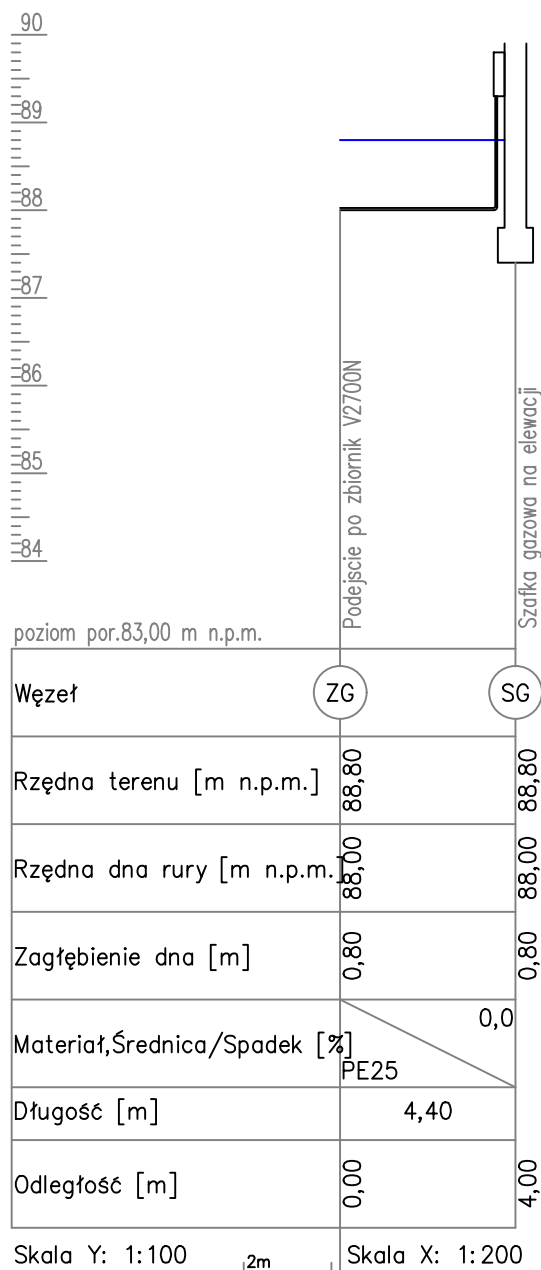 90
89
88
87
86
85
84
Podejscie po zbiornik V2700N
Szafka gazowa na elewacji
poziom por.83,00 m n.p.m.
Węzeł ZG SG
Rzędna terenu [m n.p.m.] 88,80 88,80
Rzędna dna rury [m n.p.m.] 88,00 88,00
Zagłębienie dna [m] 0,80 0,80
Materiał,Średnica/Spadek [%] PE25 0,0
Długość [m] 4,40
Odległość [m] 0,00 4,00
Skala Y: 1:100 2m Skala X: 1:200